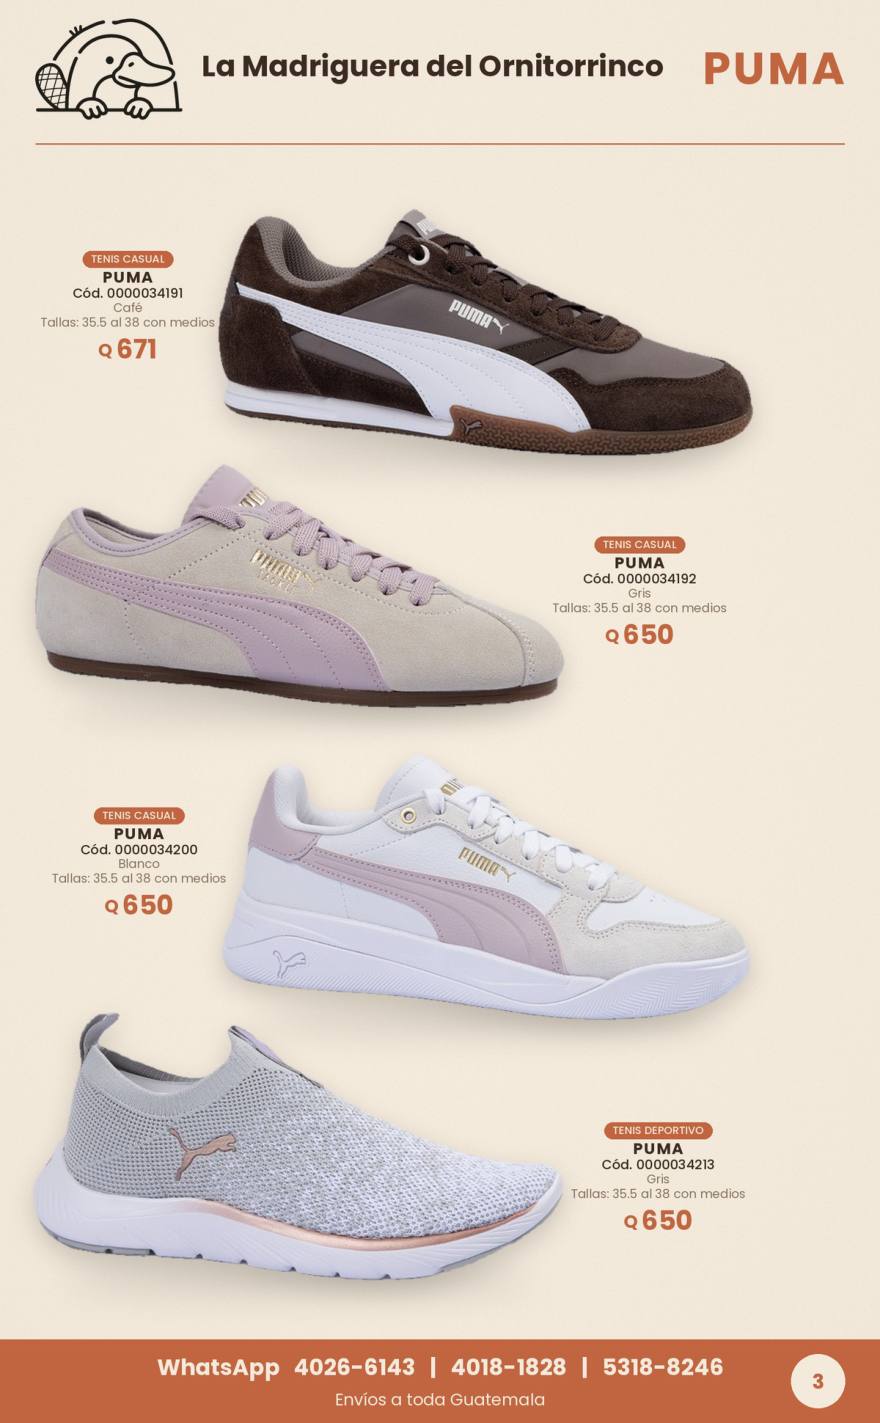 La Madriguera del Ornitorrinco
PUMA
TENIS CASUAL
PUMA
Cód. 0000034191
Café
Tallas: 35.5 al 38 con medios
Q 671
PUMA
TENIS CASUAL
PUMA
Cód. 0000034192
Gris
Tallas: 35.5 al 38 con medios
Q 650
PUMA
TENIS CASUAL
PUMA
Cód. 0000034200
Blanco
Tallas: 35.5 al 38 con medios
Q 650
PUMA
TENIS DEPORTIVO
PUMA
Cód. 0000034213
Gris
Tallas: 35.5 al 38 con medios
Q 650
WhatsApp 4026-6143 | 4018-1828 | 5318-8246
Envíos a toda Guatemala
3